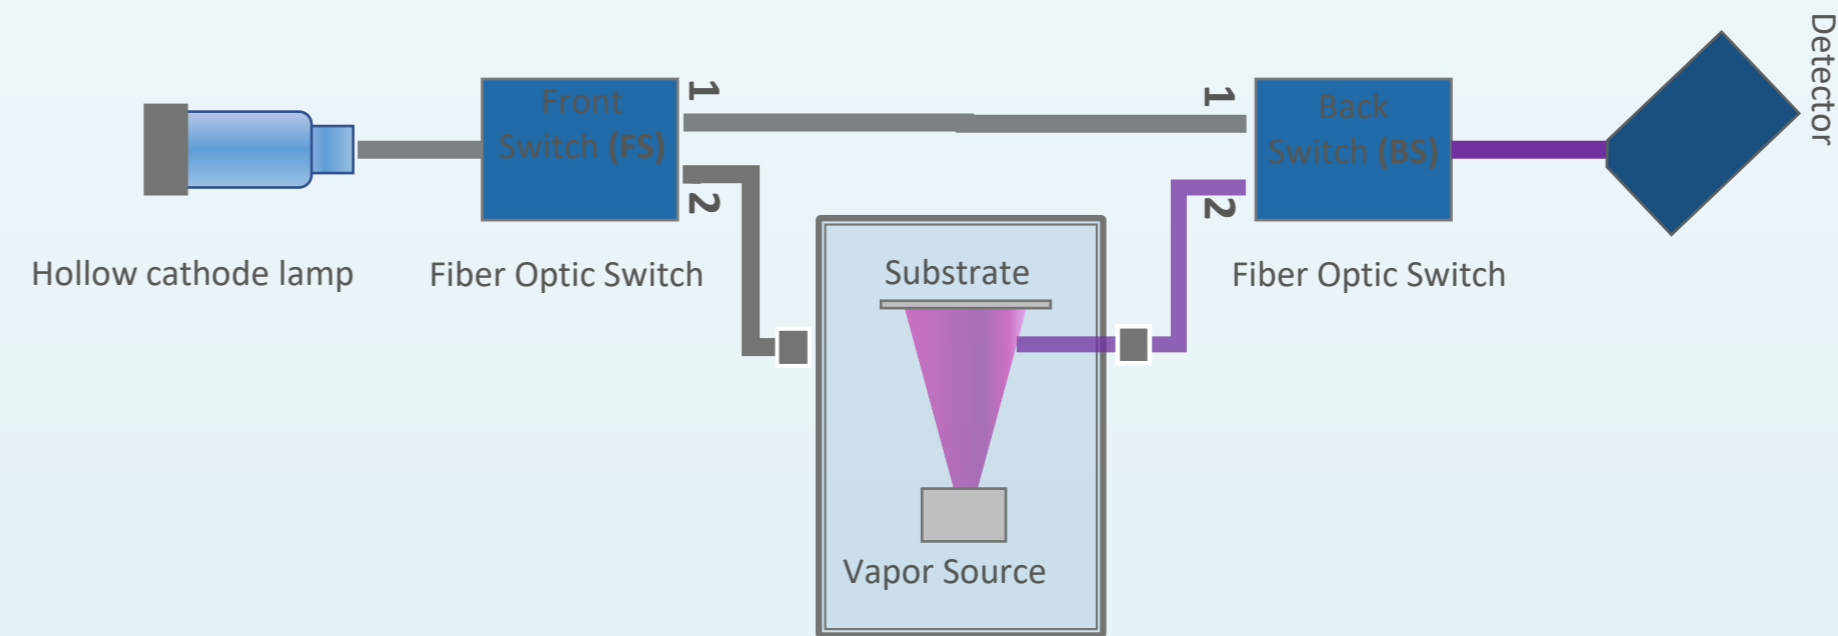 Detector
1
1
Front
Switch (FS)
Back
Switch (BS)
2
2
Hollow cathode lamp
Fiber Optic Switch
Substrate
Fiber Optic Switch
Vapor Source